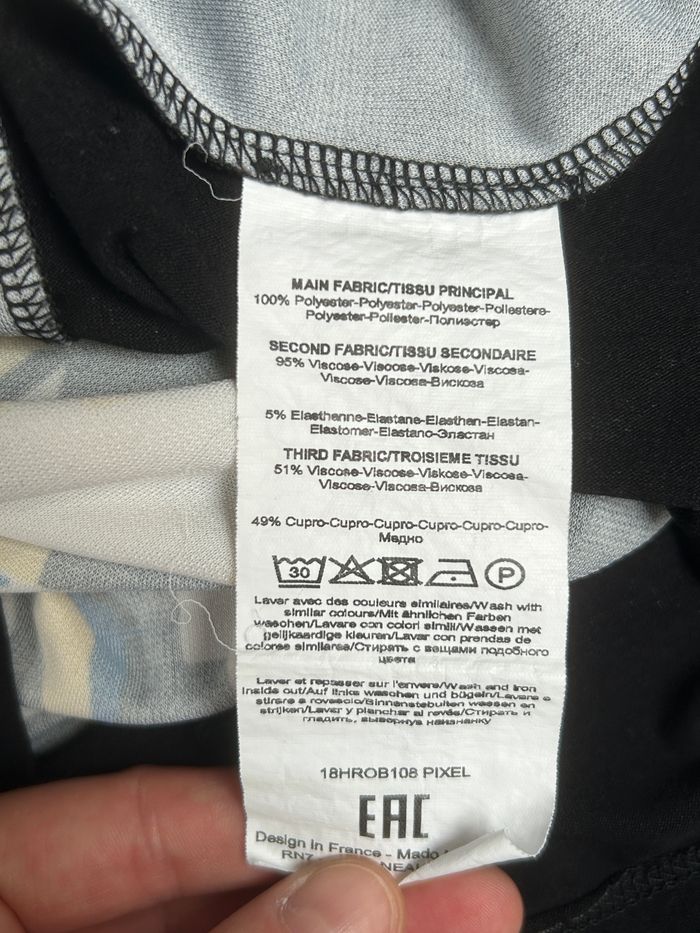 MAIN FABRIC/TISSU PRINCIPAL
100% Polyester-Polyester-Polyester-Poliestere-
Polyester-Poliester-Полиэстер
SECOND FABRIC/TISSU SECONDAIRE
95% Viscose-Viscose-Viskose-Viscosa-
Viscose-Viscosa-Вискоза
5% Elasthanne-Elastane-Elasthan-Elastan-
Elastomer-Elastano-Эластан
THIRD FABRIC/TROISIEME TISSU
51% Viscose-Viscose-Viskose-Viscosa-
Viscose-Viscosa-Вискоза
49% Cupro-Cupro-Cupro-Cupro-Cupro-Cupro-
Медно
30 P
Laver avec des couleurs similaires/Wash with
similar colours/Mit ähnlichen Farben
waschen/Lavare con colori simili/Wassen met
gelijkaardige kleuren/Lavar con prendas de
colores similares/Стирать с вещами подобного
цвета
Laver et repasser sur l'envers/Wash and iron
inside out/Auf links waschen und bügeln/Lavare e
stirare a rovescio/Binnenstebuiten wassen en
strijken/Lavar y planchar al revés/Стирать и
гладить, вывернув наизнанку
18HROB108 PIXEL
EAC
Design in France - Made